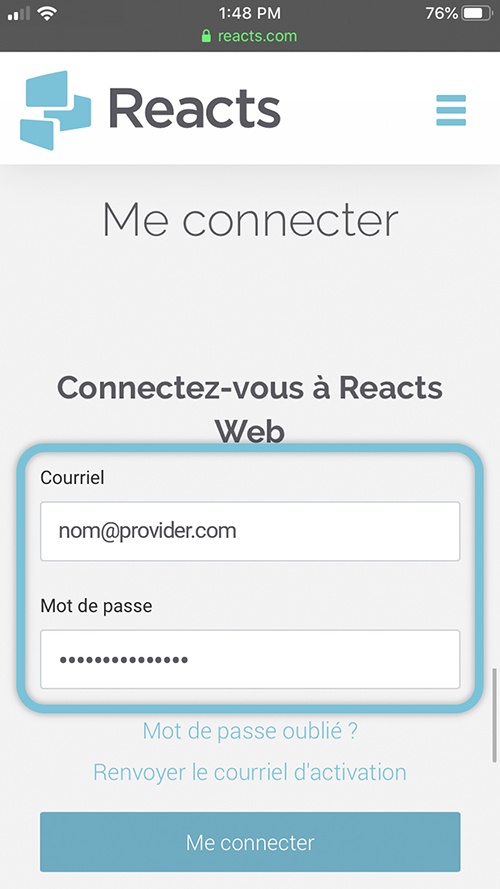 1:48 PM
76%
reacts.com
Reacts
Me connecter
Connectez-vous à Reacts
Web
Courriel
nom@provider.com
Mot de passe
•••••••••••••••
Mot de passe oublié ?
Renvoyer le courriel d'activation
Me connecter